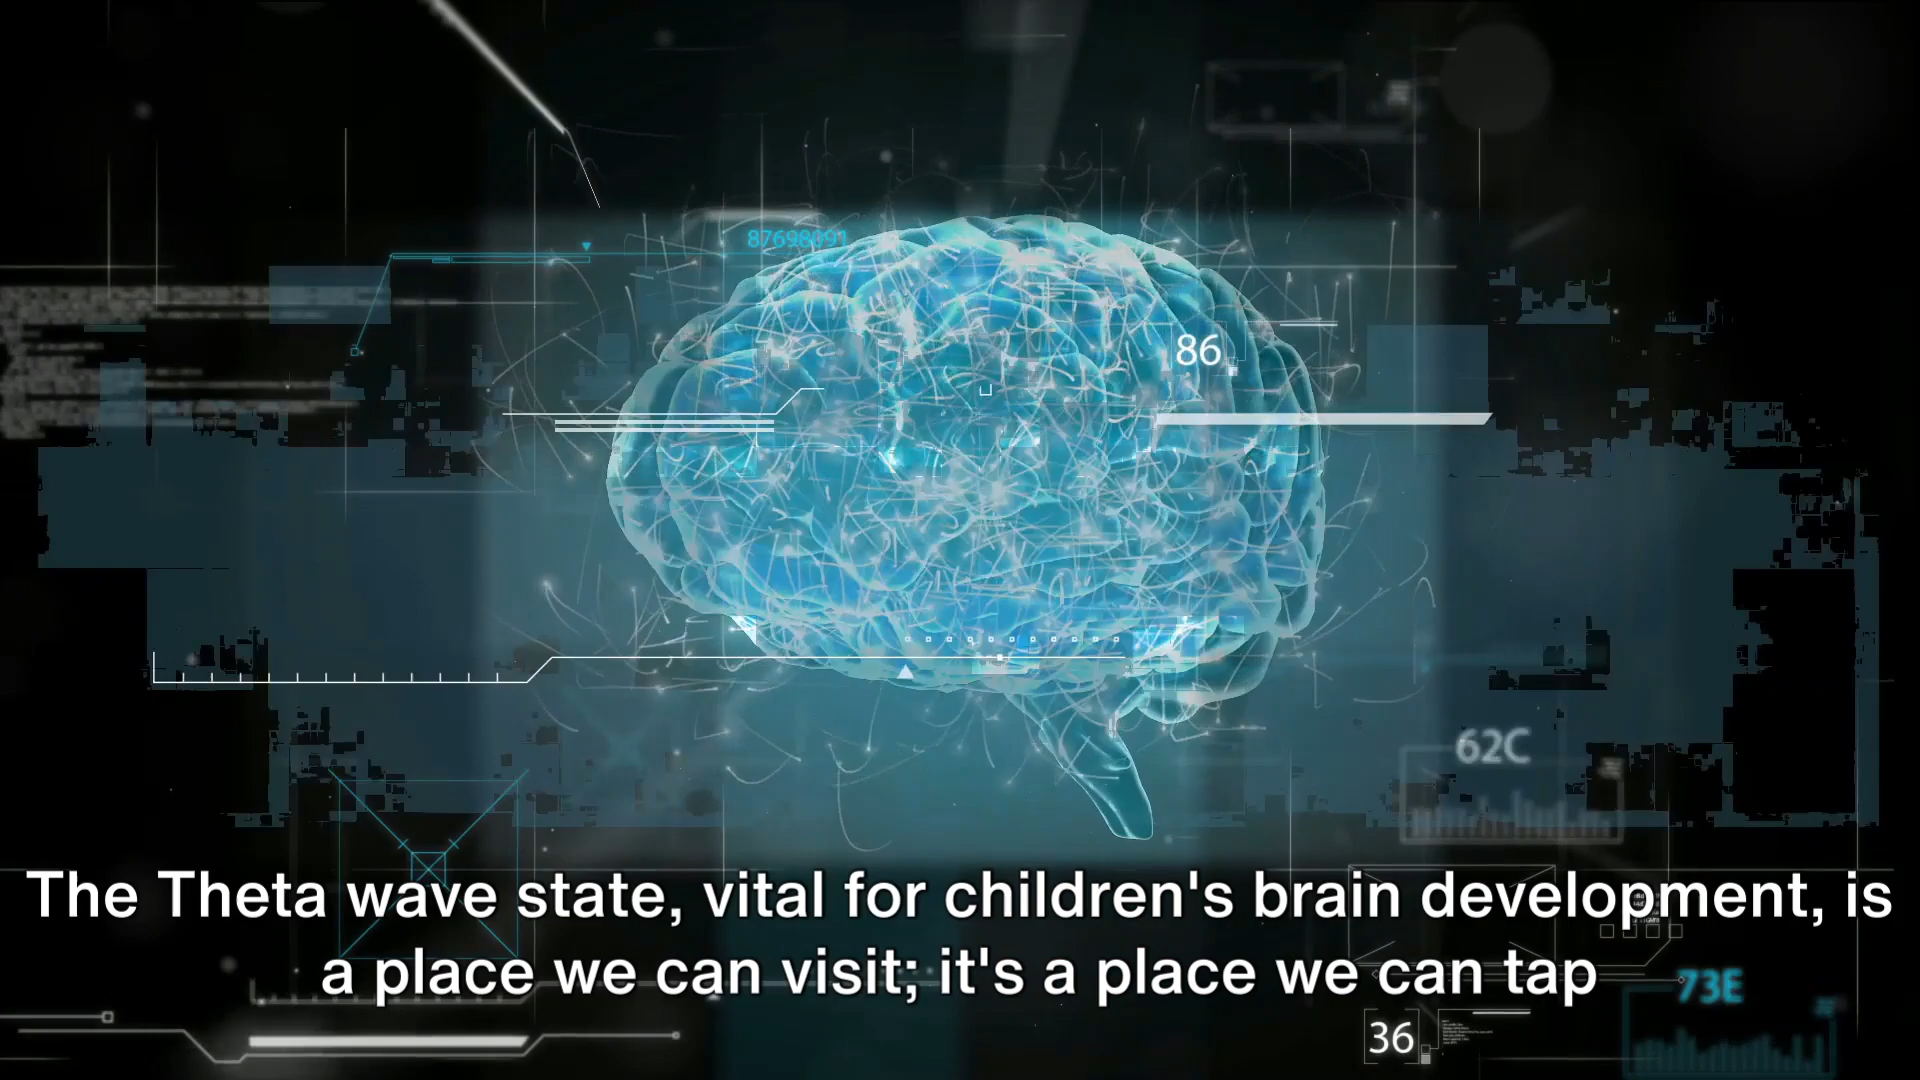 87698091
86
62C
The Theta wave state, vital for children's brain development, is
a place we can visit; it's a place we can tap
73E
36